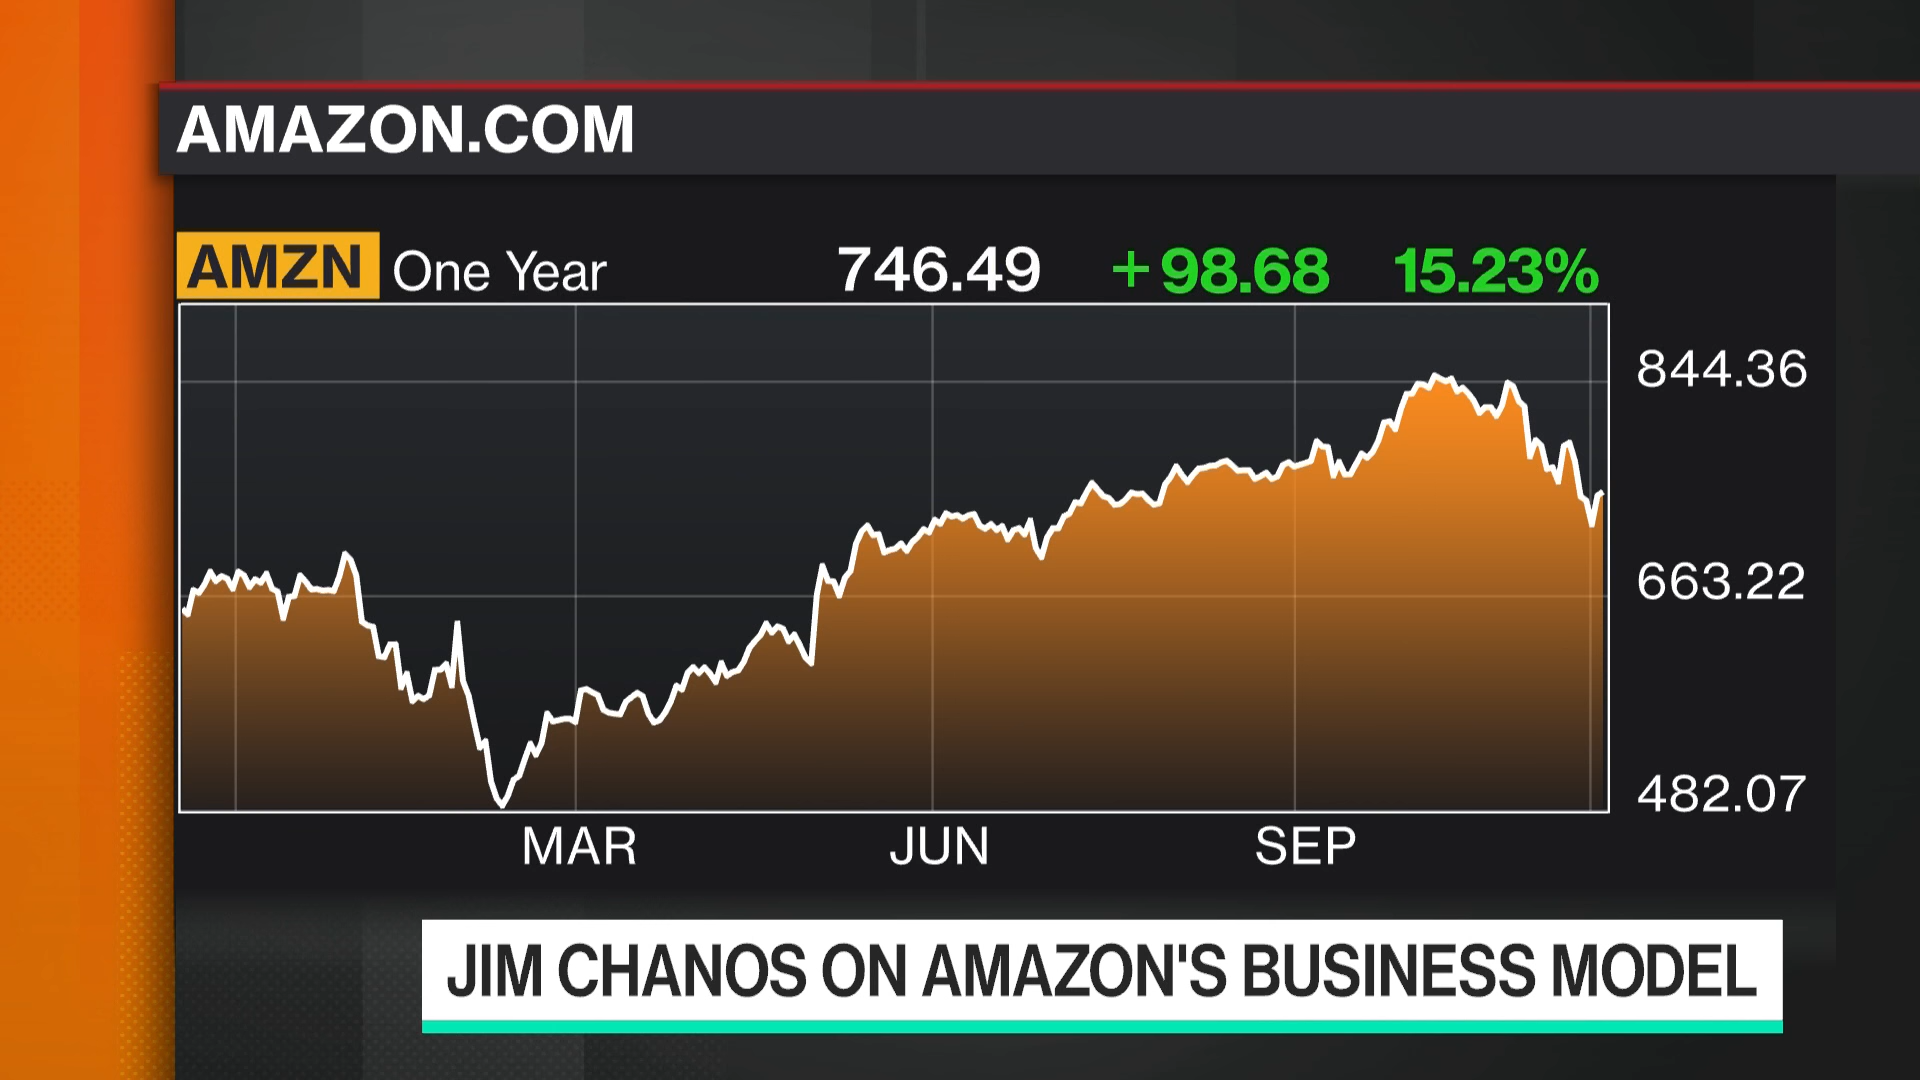 AMAZON.COM
AMZN One Year 746.49 +98.68 15.23%
844.36
663.22
482.07
MAR JUN SEP
JIM CHANOS ON AMAZON'S BUSINESS MODEL